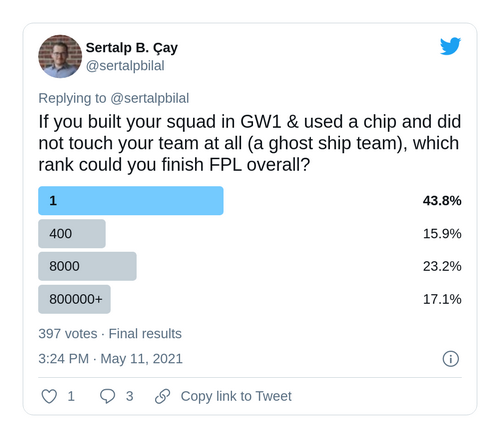 Sertalp B. Çay
@sertalpbilal
Replying to @sertalpbilal
If you built your squad in GW1 & used a chip and did
not touch your team at all (a ghost ship team), which
rank could you finish FPL overall?
1 43.8%
400 15.9%
8000 23.2%
800000+ 17.1%
397 votes · Final results
3:24 PM · May 11, 2021
1 3 Copy link to Tweet